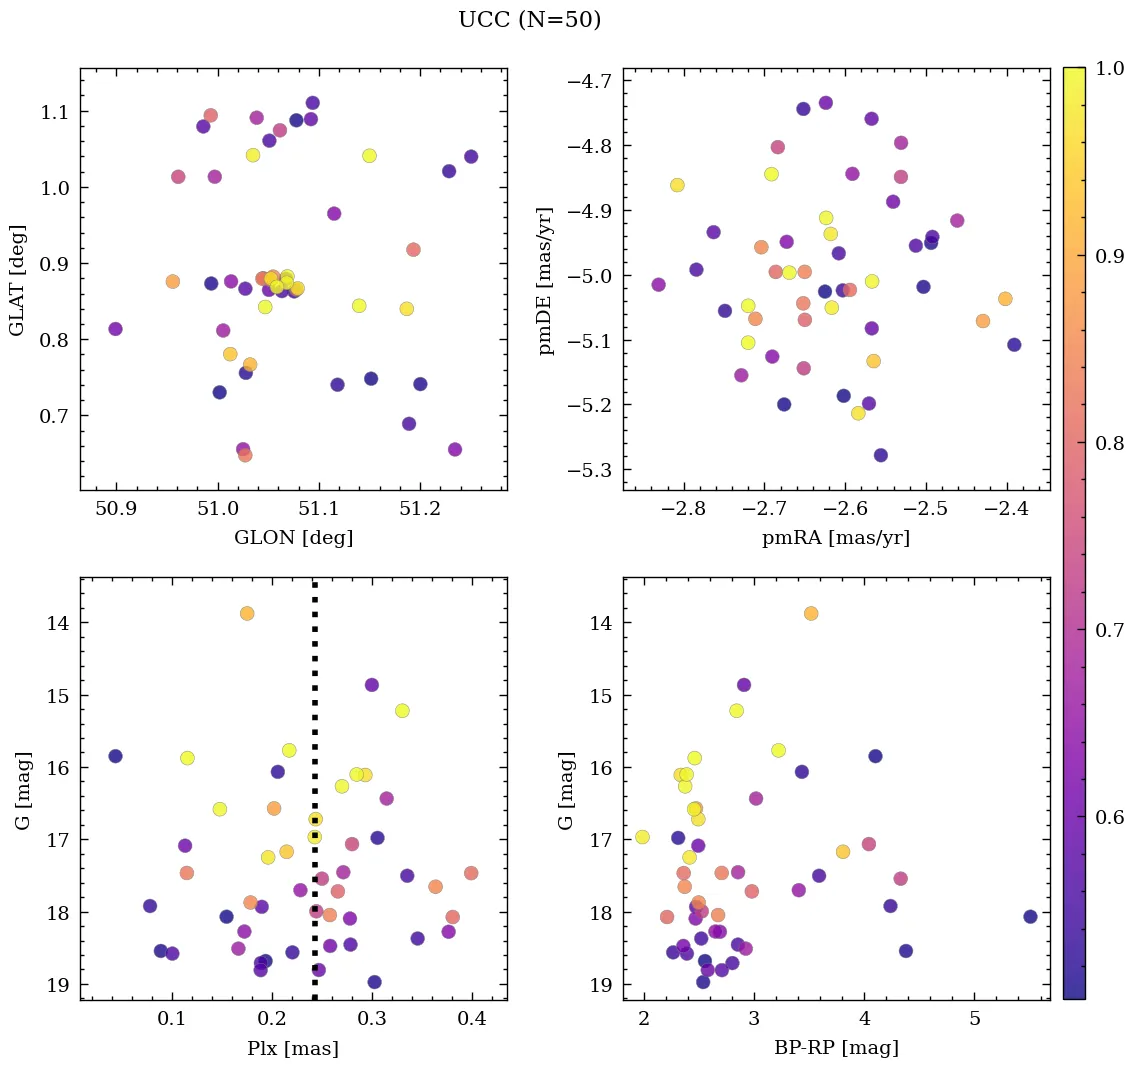 UCC (N=50)
1.1
1.0
0.9
0.8
0.7
GLAT [deg]
50.9 51.0 51.1 51.2
GLON [deg]
−4.7
−4.8
−4.9
−5.0
−5.1
−5.2
−5.3
pmDE [mas/yr]
−2.8 −2.7 −2.6 −2.5 −2.4
pmRA [mas/yr]
1.0
0.9
0.8
0.7
0.6
14
15
16
17
18
19
G [mag]
0.1 0.2 0.3 0.4
Plx [mas]
14
15
16
17
18
19
G [mag]
2 3 4 5
BP-RP [mag]